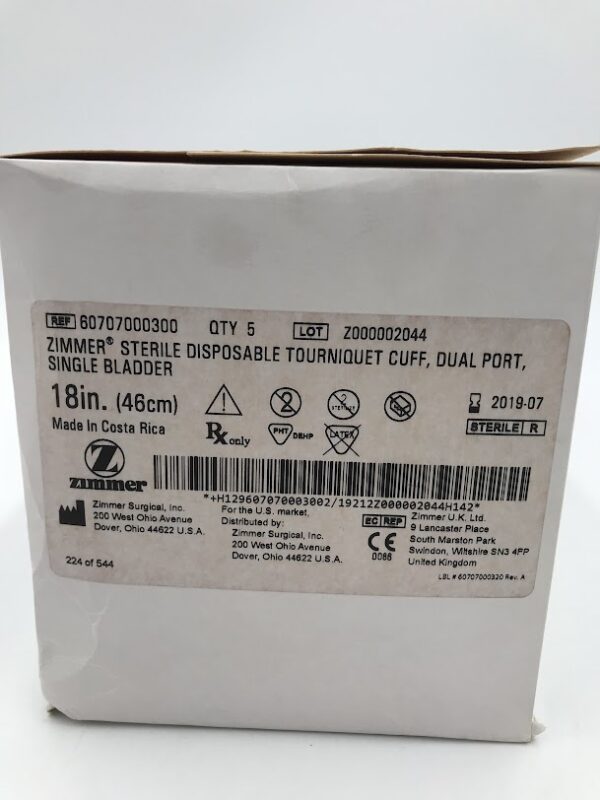 REF 60707000300 QTY 5 LOT Z000002044
ZIMMER® STERILE DISPOSABLE TOURNIQUET CUFF, DUAL PORT,
SINGLE BLADDER
18in. (46cm)
2
2
STERILIZE
2019-07
Made In Costa Rica
Rx only
PHT DEHP
LATEX
STERILE R
Z
zimmer
*+H129607070003002/19212Z000002044H142*
Zimmer Surgical, Inc.
200 West Ohio Avenue
Dover, Ohio 44622 U.S.A.
For the U.S. market.
Distributed by:
Zimmer Surgical, Inc.
200 West Ohio Avenue
Dover, Ohio 44622 U.S.A.
EC REP Zimmer U.K. Ltd.
9 Lancaster Place
South Marston Park
Swindon, Wiltshire SN3 4FP
United Kingdom
CE
0086
224 of 544
LBL # 60707000320 Rev. A